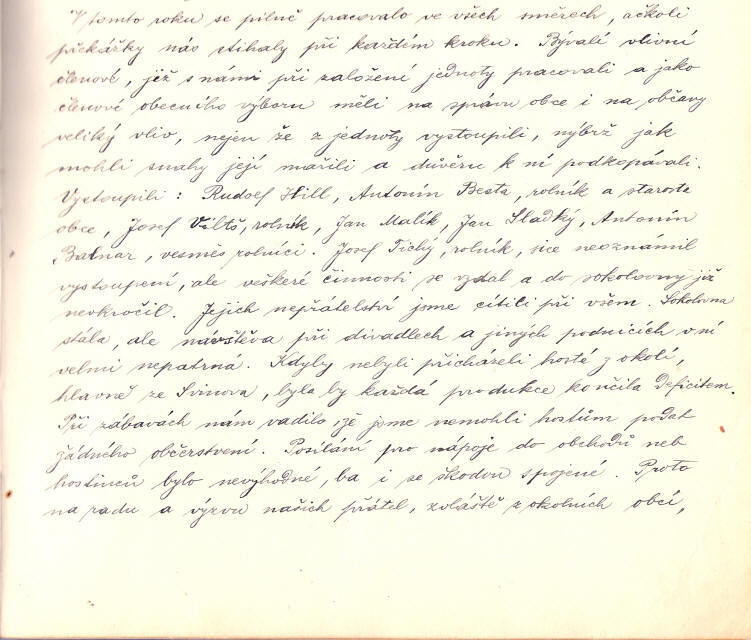 V tomto roku se pilně pracovalo ve všech směrech, ačkoli
překážky nás stihaly při každém kroku. Bývalí vlivní
členové, již s námi při založení jednoty pracovali a jako
členové obecního výboru měli na správu obce i na občany
veliký vliv, nejen že z jednoty vystoupili, nýbrž jak
mohli snahy její mařili a důvěru k ní podkopávali.
Vystoupili : Rudolf Hill, Antonín Besta, rolník a starosta
obce, Josef Viltš, rolník, Jan Malík, Jan Sladký, Antonín
vesměs rolníci. Josef Tichý, rolník, sice neoznámil
vystoupení, ale veškeré činnosti se vzdal a do sokolovny již
nevkročil. Jejich nepřátelství jsme cítili při všem. Sokolovna
stála, ale návštěva při divadlech a jiných podnicích v ní
velmi nepatrná. Kdyby nebyli přicházeli hosté z okolí,
hlavně ze Svinova, byla by každá produkce končila deficitem.
Při zábavách nám vadilo, že jsme nemohli hostům podat
žádného občerstvení. Posílání pro nápoje do obchodů neb
hostinců bylo nevýhodné, ba i se škodou spojené. Proto
na radu a výzvu našich přátel, zvláště z okolních obcí,